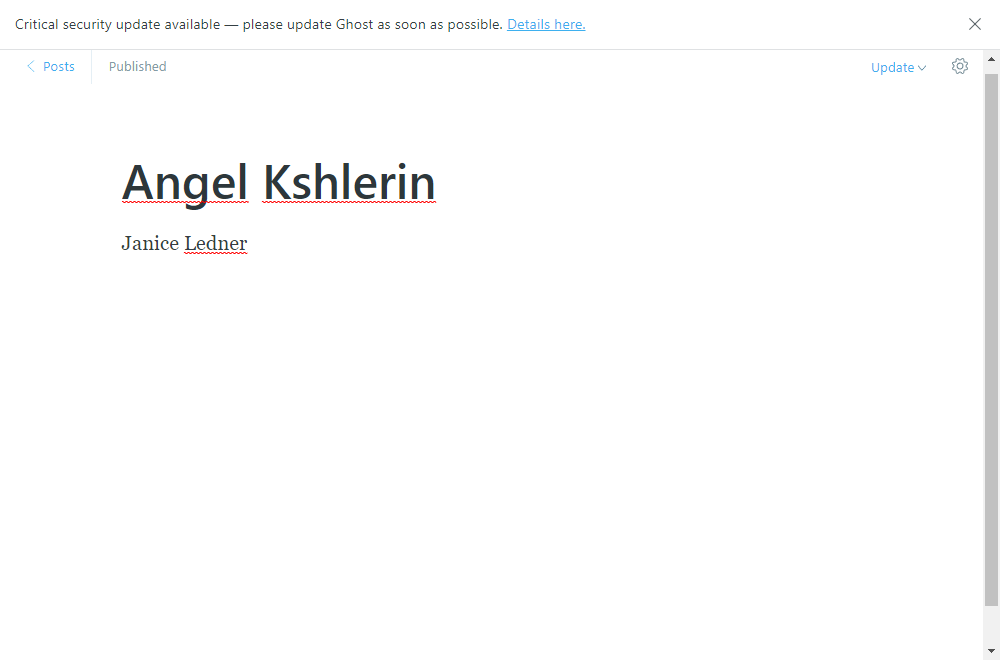 Critical security update available — please update Ghost as soon as possible. Details here.
Posts
Published
Update
Angel Kshlerin
Janice Ledner